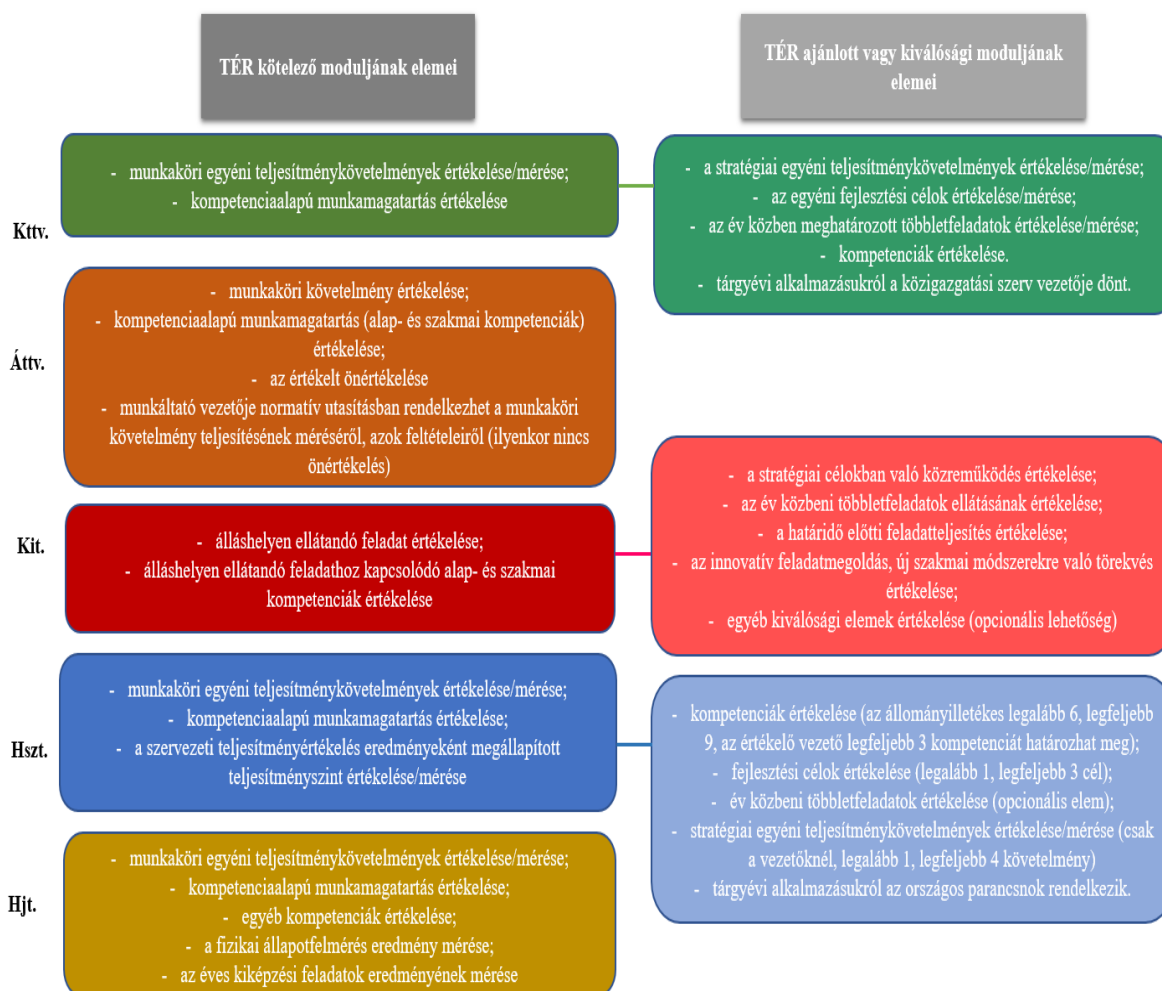 TÉR kötelező moduljának elemei
TÉR ajánlott vagy kiválósági moduljának
elemei
Kttv.
- munkaköri egyéni teljesítménykövetelmények értékelése/mérése;
- kompetenciaalapú munkamagatartás értékelése
- a stratégiai egyéni teljesítménykövetelmények értékelése/mérése;
- az egyéni fejlesztési célok értékelése/mérése;
- az év közben meghatározott többletfeladatok értékelése/mérése;
- kompetenciák értékelése.
- tárgyévi alkalmazásukról a közigazgatási szerv vezetője dönt.
Áttv.
- munkaköri követelmény értékelése;
- kompetenciaalapú munkamagatartás (alap- és szakmai kompetenciák)
értékelése;
- az értékelt önértékelése
- munkáltató vezetője normatív utasításban rendelkezhet a munkaköri
követelmény teljesítésének méréséről, azok feltételeiről (ilyenkor nincs
önértékelés)
Kit.
- álláshelyen ellátandó feladat értékelése;
- álláshelyen ellátandó feladathoz kapcsolódó alap- és szakmai
kompetenciák értékelése
- a stratégiai célokban való közreműködés értékelése;
- az év közbeni többletfeladatok ellátásának értékelése;
- a határidő előtti feladatteljesítés értékelése;
- az innovatív feladatmegoldás, új szakmai módszerekre való törekvés
értékelése;
- egyéb kiválósági elemek értékelése (opcionális lehetőség)
Hszt.
- munkaköri egyéni teljesítménykövetelmények értékelése/mérése;
- kompetenciaalapú munkamagatartás értékelése;
- a szervezeti teljesítményértékelés eredményeként megállapított
teljesítményszint értékelése/mérése
- kompetenciák értékelése (az állományilletékes legalább 6, legfeljebb
9, az értékelő vezető legfeljebb 3 kompetenciát határozhat meg);
- fejlesztési célok értékelése (legalább 1, legfeljebb 3 cél);
- év közbeni többletfeladatok értékelése (opcionális elem);
- stratégiai egyéni teljesítménykövetelmények értékelése/mérése (csak
a vezetőknél, legalább 1, legfeljebb 4 követelmény)
- tárgyévi alkalmazásukról az országos parancsnok rendelkezik.
Hjt.
- munkaköri egyéni teljesítménykövetelmények értékelése/mérése;
- kompetenciaalapú munkamagatartás értékelése;
- egyéb kompetenciák értékelése;
- a fizikai állapotfelmérés eredmény mérése;
- az éves kiképzési feladatok eredményének mérése